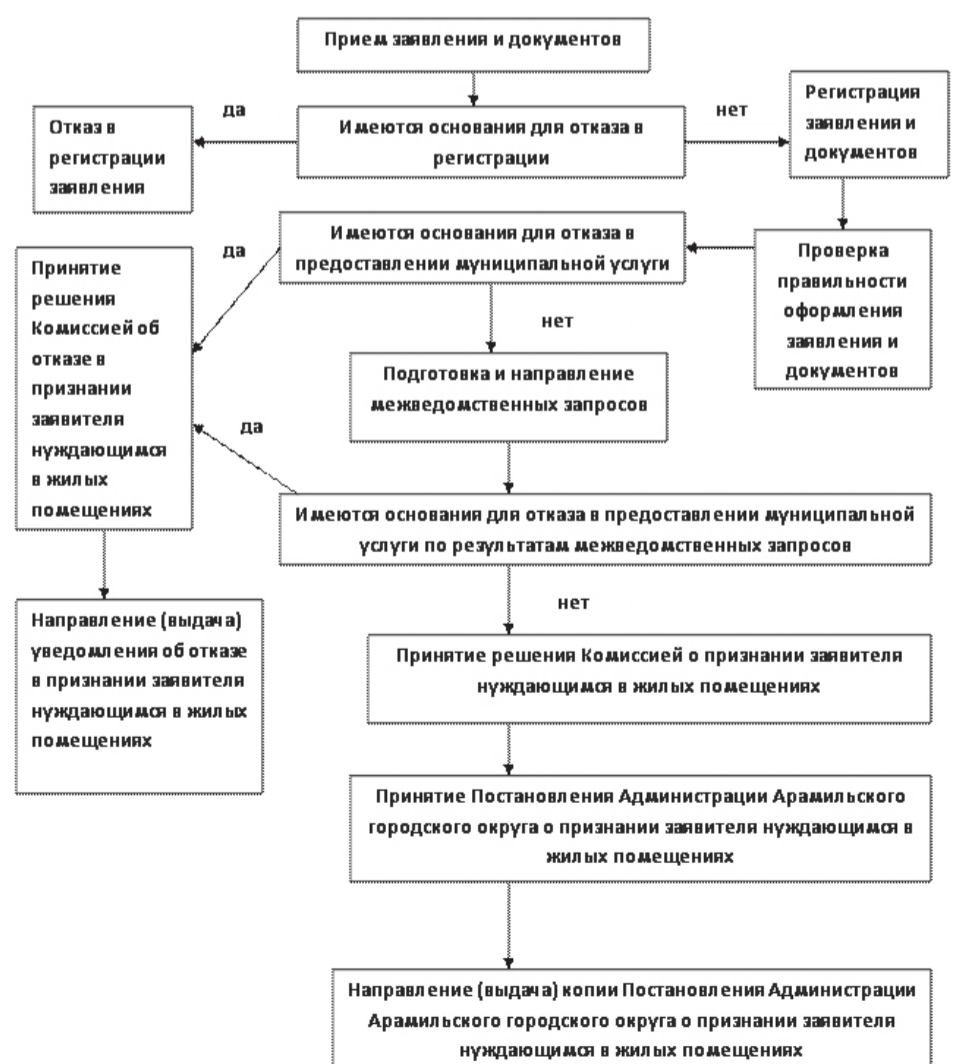 Прием заявления и документов
да
Имеются основания для отказа в
регистрации
нет
Регистрация
заявления и
документов
Отказ в
регистрации
заявления
Имеются основания для отказа в
предоставлении муниципальной услуги
да
Проверка
правильности
оформления
заявления и
документов
Принятие
решения
Комиссией об
отказе в
признании
заявителя
нуждающимся
в жилых
помещениях
нет
Подготовка и направление
межведомственных запросов
да
Имеются основания для отказа в предоставлении муниципальной
услуги по результатам межведомственных запросов
нет
Направление (выдача)
уведомления об отказе
в признании заявителя
нуждающимся в жилых
помещениях
Принятие решения Комиссией о признании заявителя
нуждающимся в жилых помещениях
Принятие Постановления Администрации Арамильского
городского округа о признании заявителя нуждающимся в
жилых помещениях
Направление (выдача) копии Постановления Администрации
Арамильского городского округа о признании заявителя
нуждающимся в жилых помещениях